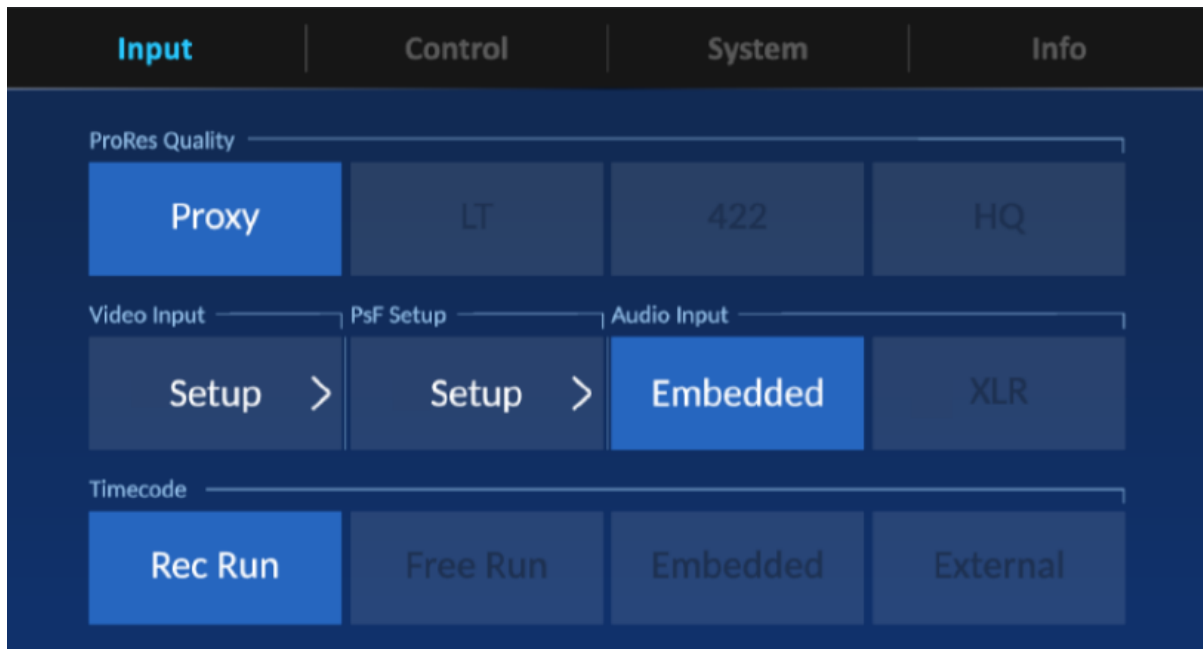 Input Control System Info
ProRes Quality
Proxy LT 422 HQ
Video Input PsF Setup Audio Input
Setup > Setup > Embedded XLR
Timecode
Rec Run Free Run Embedded External